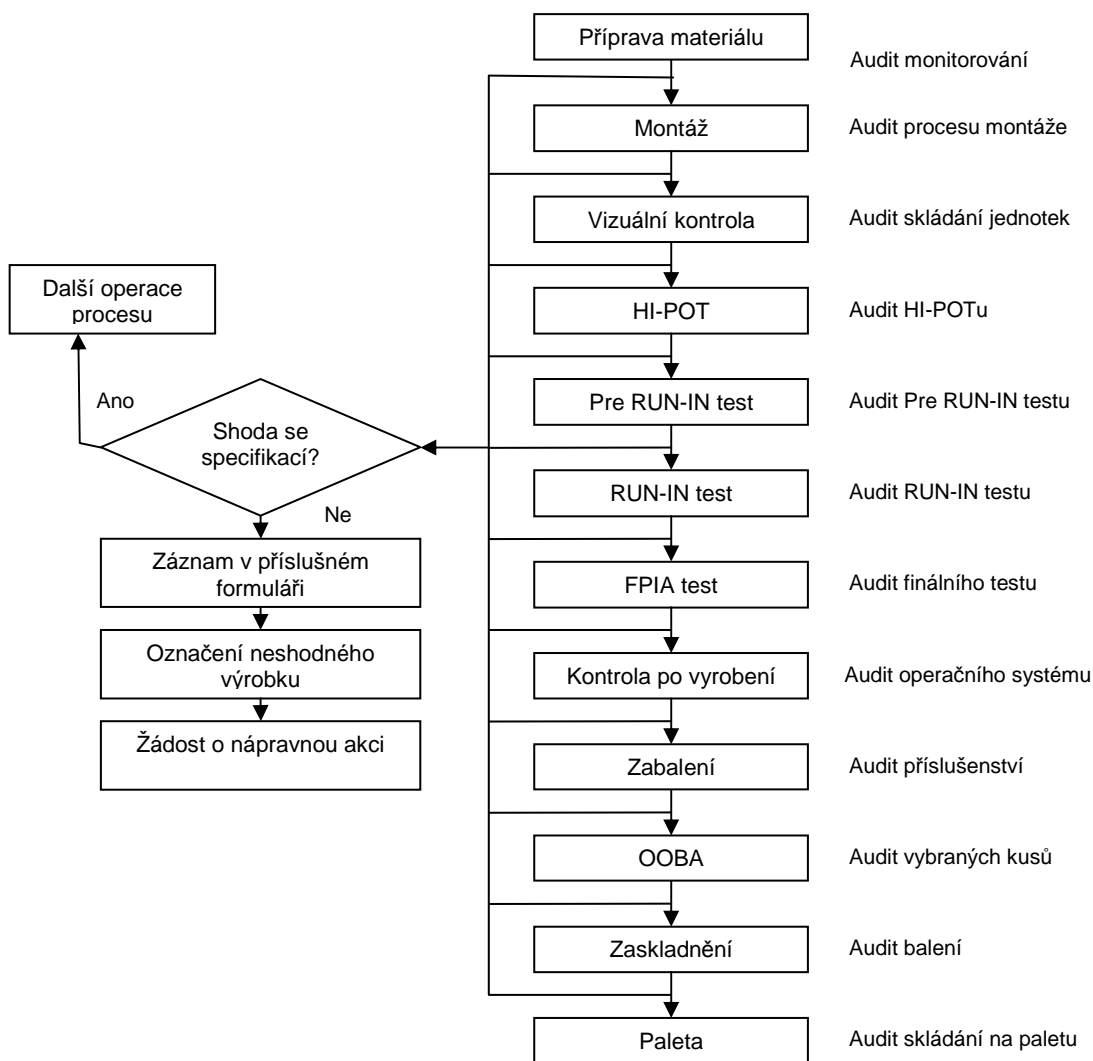 Příprava materiálu
Audit monitorování
Montáž
Audit procesu montáže
Vizuální kontrola
Audit skládání jednotek
Další operace
procesu
HI-POT
Audit HI-POTu
Ano
Pre RUN-IN test
Audit Pre RUN-IN testu
Shoda se
specifikací?
RUN-IN test
Audit RUN-IN testu
Ne
Záznam v příslušném
formuláři
FPIA test
Audit finálního testu
Označení neshodného
výrobku
Kontrola po vyrobení
Audit operačního systému
Žádost o nápravnou akci
Zabalení
Audit příslušenství
OOBA
Audit vybraných kusů
Zaskladnění
Audit balení
Paleta
Audit skládání na paletu